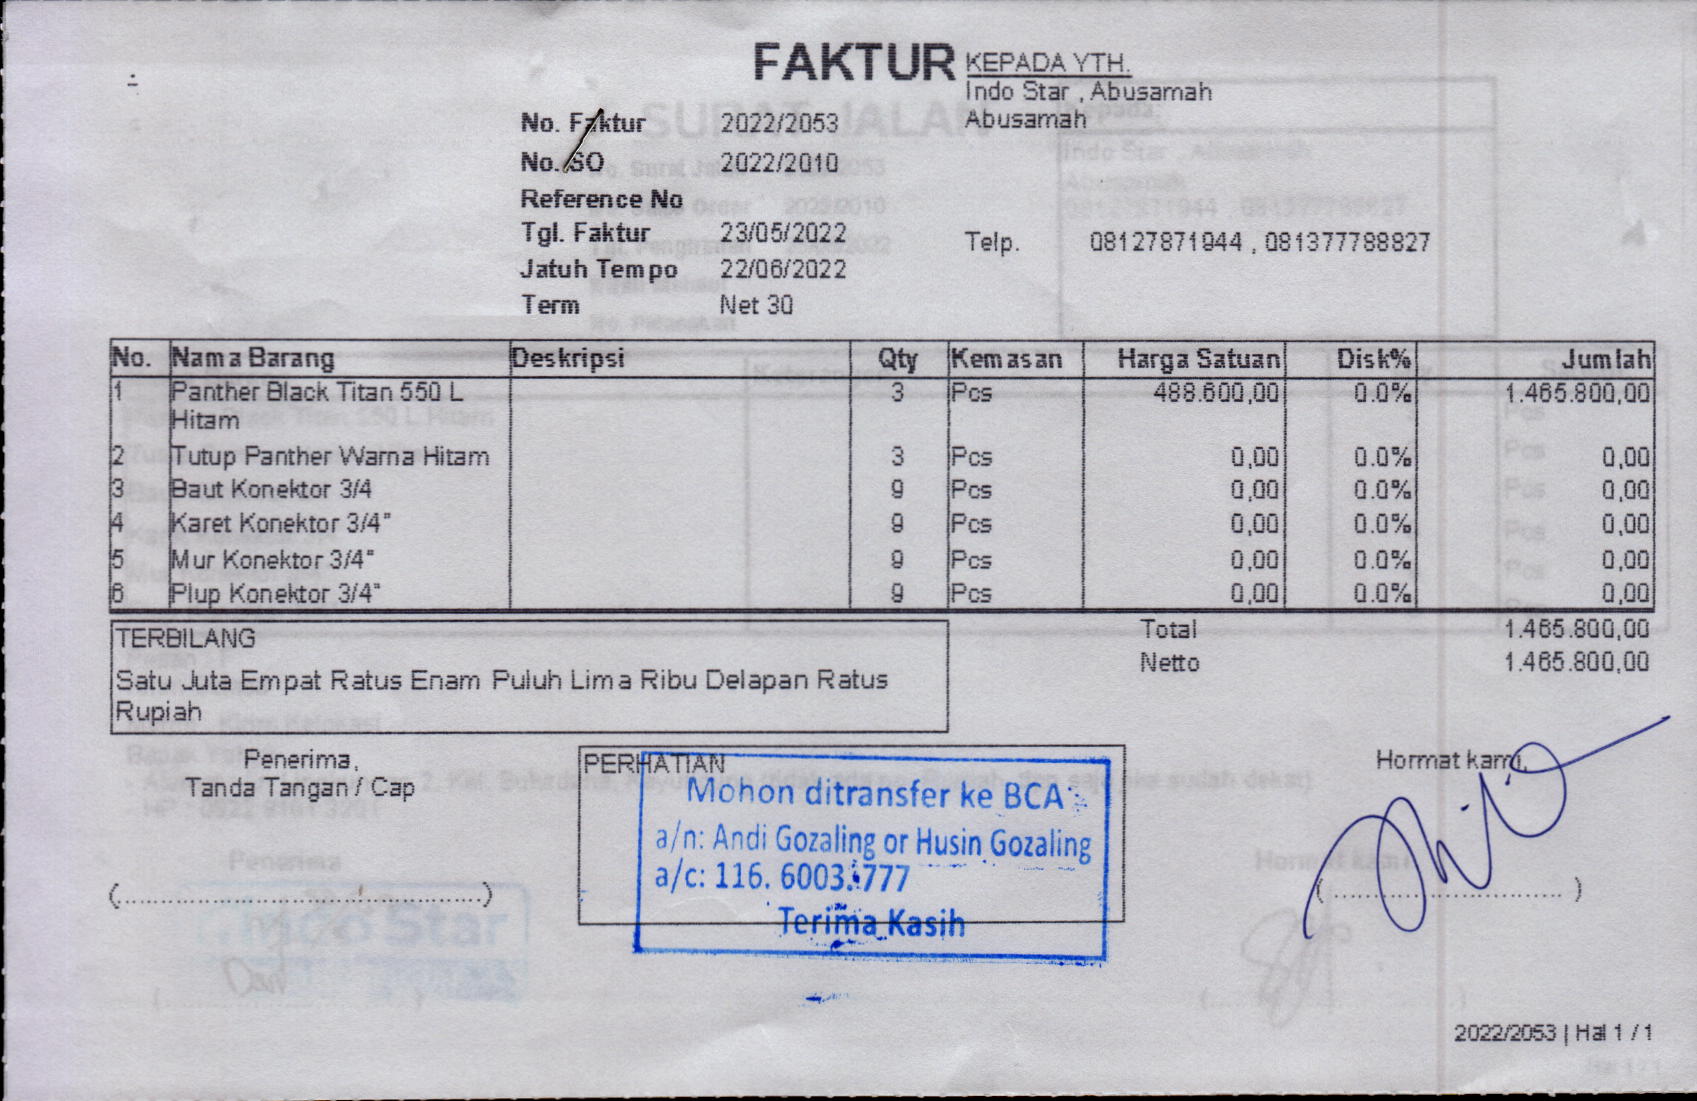 FAKTUR
KEPADA YTH.
Indo Star , Abusamah
Abusamah
No. Faktur 2022/2053
No. SO 2022/2010
Reference No
Tgl. Faktur 23/05/2022
Jatuh Tempo 22/06/2022
Term Net 30
Telp. 08127871944 , 081377788827
No. Nama Barang Deskripsi Qty Kemasan Harga Satuan Disk% Jumlah
1 Panther Black Titan 550 L 3 Pcs 488.600,00 0.0% 1.465.800,00
Hitam
2 Tutup Panther Warna Hitam 3 Pcs 0,00 0.0% 0,00
3 Baut Konektor 3/4 9 Pcs 0,00 0.0% 0,00
4 Karet Konektor 3/4" 9 Pcs 0,00 0.0% 0,00
5 Mur Konektor 3/4" 9 Pcs 0,00 0.0% 0,00
6 Plup Konektor 3/4" 9 Pcs 0,00 0.0% 0,00
TERBILANG
Satu Juta Empat Ratus Enam Puluh Lima Ribu Delapan Ratus
Rupiah
Total 1.465.800,00
Netto 1.465.800,00
Penerima,
Tanda Tangan / Cap
(........................................)
PERHATIAN
Mohon ditransfer ke BCA
a/n: Andi Gozaling or Husin Gozaling
a/c: 116. 6003. 777
Terima Kasih
Hormat kami,
(............................)
2022/2053 | Hal 1 / 1